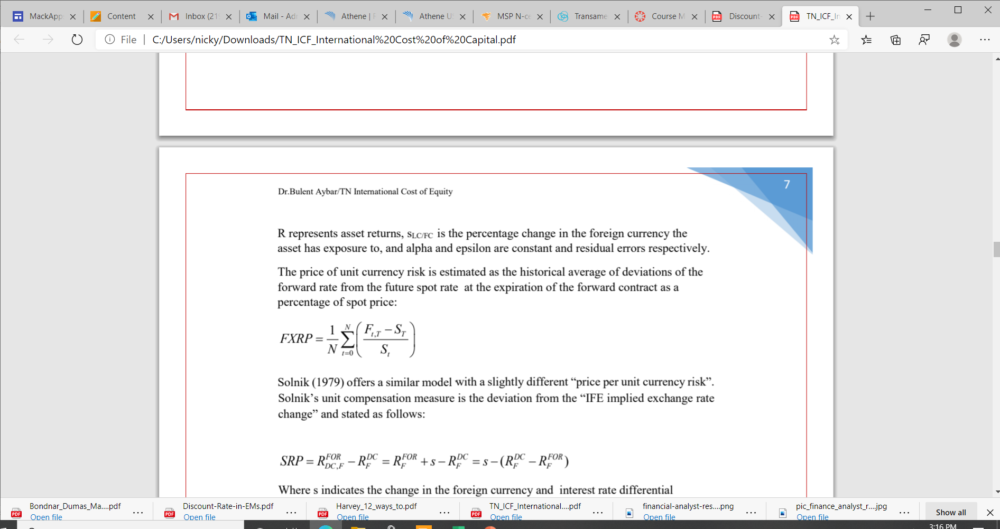 MackApp
Content
Inbox (21
Mail - Ad
Athene | F
Athene U
MSP N-ce
Transame
Course M
Discount-
TN_ICF_In
File
C:/Users/nicky/Downloads/TN_ICF_International%20Cost%20of%20Capital.pdf
7
Dr.Bulent Aybar/TN International Cost of Equity
R represents asset returns, sLC/FC is the percentage change in the foreign currency the
asset has exposure to, and alpha and epsilon are constant and residual errors respectively.
The price of unit currency risk is estimated as the historical average of deviations of the
forward rate from the future spot rate at the expiration of the forward contract as a
percentage of spot price:
FXRP = \frac{1}{N} \sum_{t=0}^{N} \left( \frac{F_{t,T} - S_T}{S_t} \right)
Solnik (1979) offers a similar model with a slightly different “price per unit currency risk”.
Solnik’s unit compensation measure is the deviation from the “IFE implied exchange rate
change” and stated as follows:
SRP = R_{DC,F}^{FOR} - R_F^{DC} = R_F^{FOR} + s - R_F^{DC} = s - (R_F^{DC} - R_F^{FOR})
Where s indicates the change in the foreign currency and interest rate differential
Bondnar_Dumas_Ma....pdf
Open file
Discount-Rate-in-EMs.pdf
Open file
Harvey_12_ways_to.pdf
Open file
TN_ICF_International....pdf
Open file
financial-analyst-res....png
Open file
pic_finance_analyst_r....jpg
Open file
Show all
3:16 PM